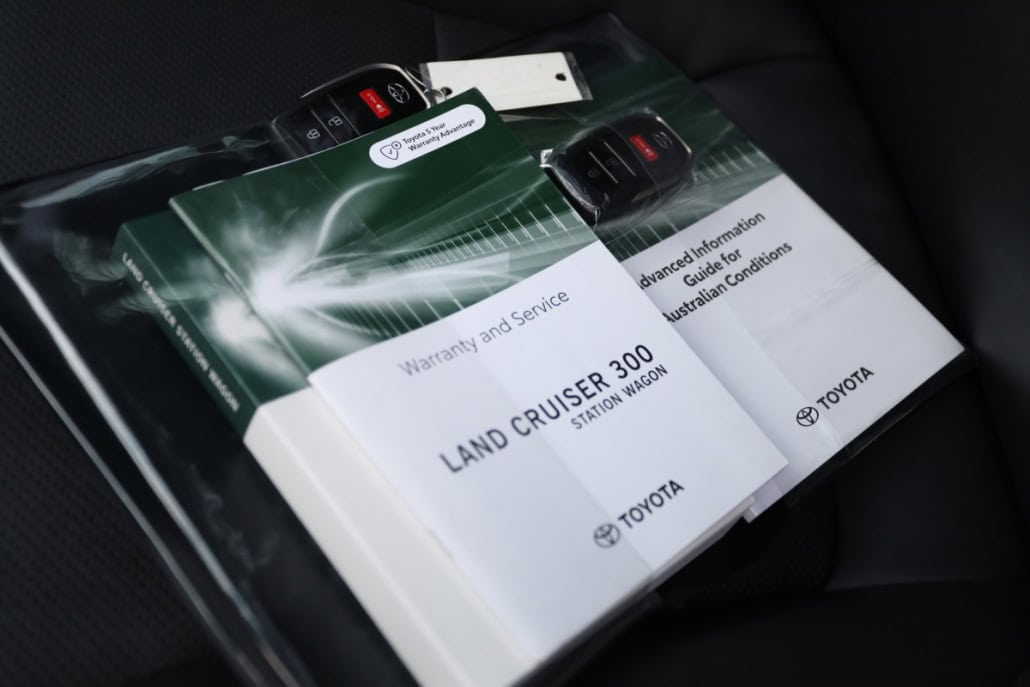 Toyota 5 Year
Warranty Advantage
LAND CRUISER STATION WAGON
Warranty and Service
LAND CRUISER 300
STATION WAGON
TOYOTA
Advanced Information
Guide for
Australian Conditions
TOYOTA